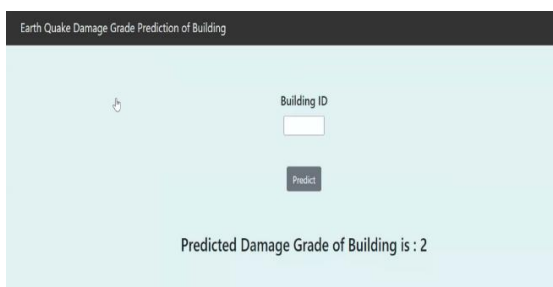 Earth Quake Damage Grade Prediction of Building
Building ID
Predict
Predicted Damage Grade of Building is : 2